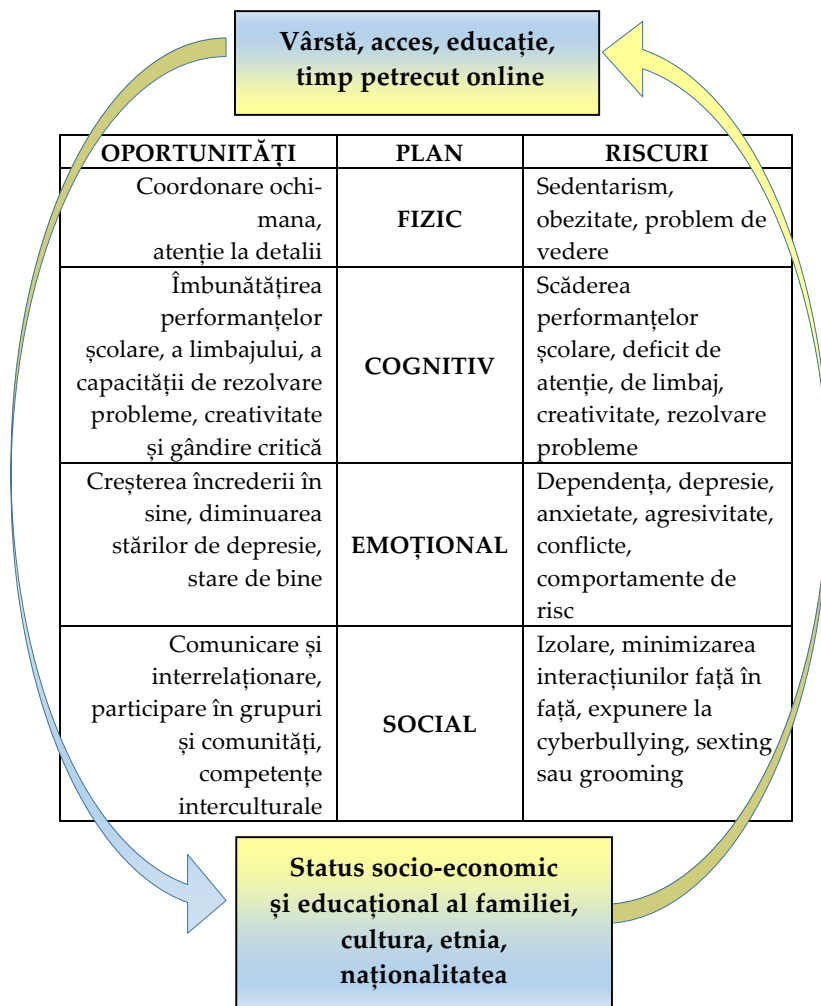 Vârstă, acces, educație,
timp petrecut online
OPORTUNITĂȚI
PLAN
RISCURI
Coordonare ochi-
mana,
atenție la detalii
FIZIC
Sedentarism,
obezitate, problem de
vedere
Îmbunătățirea
performanțelor
școlare, a limbajului, a
capacității de rezolvare
probleme, creativitate
și gândire critică
COGNITIV
Scăderea
performanțelor
școlare, deficit de
atenție, de limbaj,
creativitate, rezolvare
probleme
Creșterea încrederii în
sine, diminuarea
stărilor de depresie,
stare de bine
EMOȚIONAL
Dependența, depresie,
anxietate, agresivitate,
conflicte,
comportamente de
risc
Comunicare și
interrelaționare,
participare în grupuri
și comunități,
competențe
interculturale
SOCIAL
Izolare, minimizarea
interacțiunilor față în
față, expunere la
cyberbullying, sexting
sau grooming
Status socio-economic
și educațional al familiei,
cultura, etnia,
naționalitatea